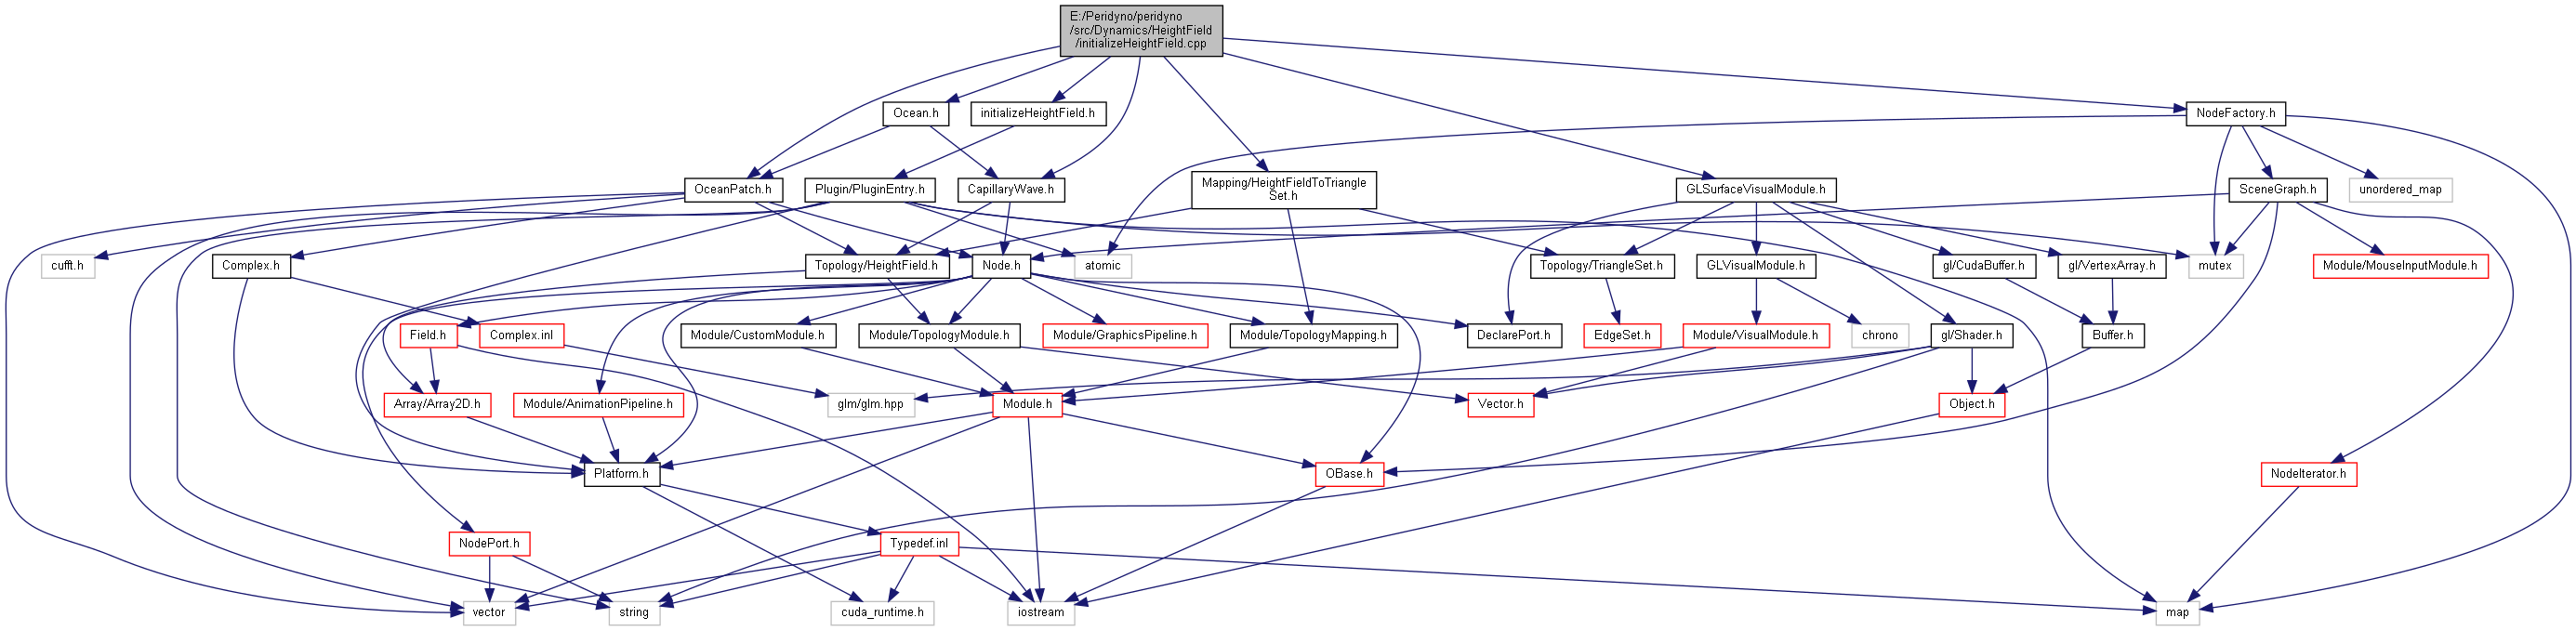 E:/Peridyno/peridyno
/src/Dynamics/HeightField
/initializeHeightField.cpp
Ocean.h
initializeHeightField.h
NodeFactory.h
OceanPatch.h
Plugin/PluginEntry.h
CapillaryWave.h
Mapping/HeightFieldToTriangle
Set.h
GLSurfaceVisualModule.h
SceneGraph.h
unordered_map
cufft.h
Complex.h
Topology/HeightField.h
Node.h
atomic
Topology/TriangleSet.h
GLVisualModule.h
gl/CudaBuffer.h
gl/VertexArray.h
mutex
Module/MouseInputModule.h
Field.h
Complex.inl
Module/CustomModule.h
Module/TopologyModule.h
Module/GraphicsPipeline.h
Module/TopologyMapping.h
DeclarePort.h
EdgeSet.h
Module/VisualModule.h
chrono
gl/Shader.h
Buffer.h
Array/Array2D.h
Module/AnimationPipeline.h
glm/glm.hpp
Module.h
Vector.h
Object.h
Platform.h
OBase.h
NodeIterator.h
NodePort.h
Typedef.inl
vector
string
cuda_runtime.h
iostream
map